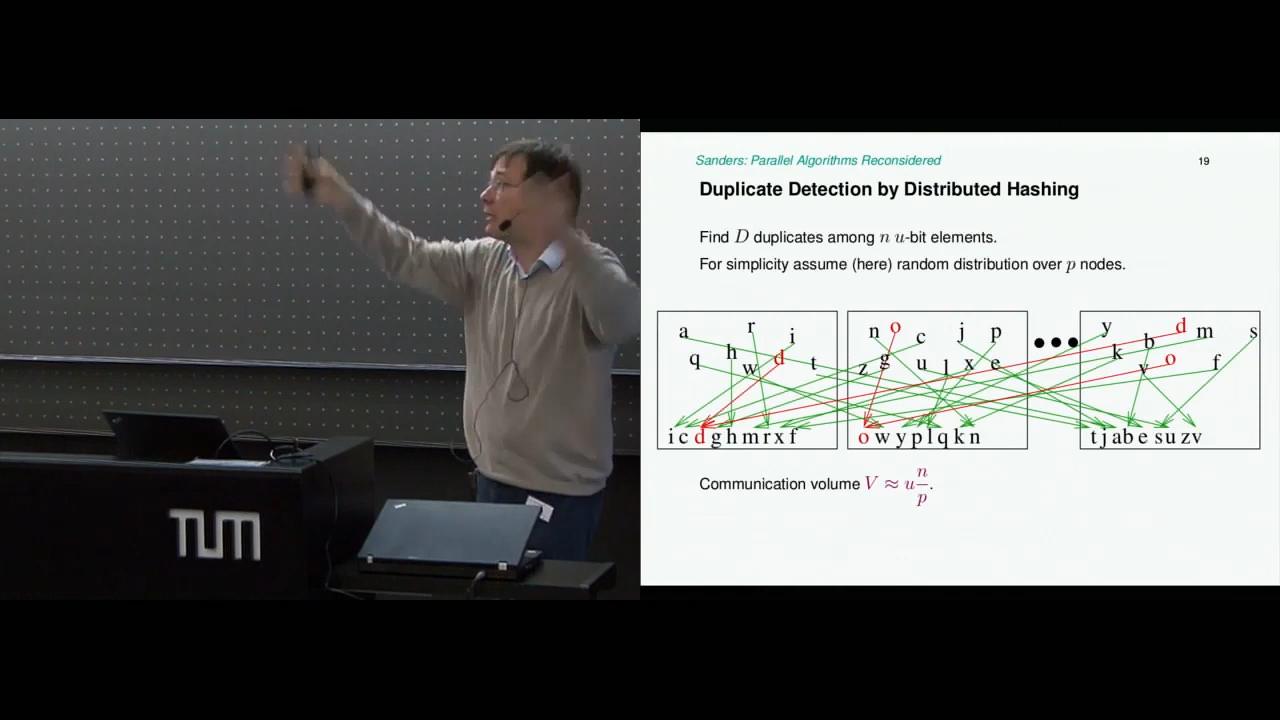 Sanders: Parallel Algorithms Reconsidered 19
Duplicate Detection by Distributed Hashing
Find D duplicates among n u-bit elements.
For simplicity assume (here) random distribution over p nodes.
a r i n o c j p y b d m s
q h w d t z g u l x e k v o f
i c d g h m r x f o w y p l q k n t j a b e s u z v
Communication volume V ≈ u n/p.
TUM